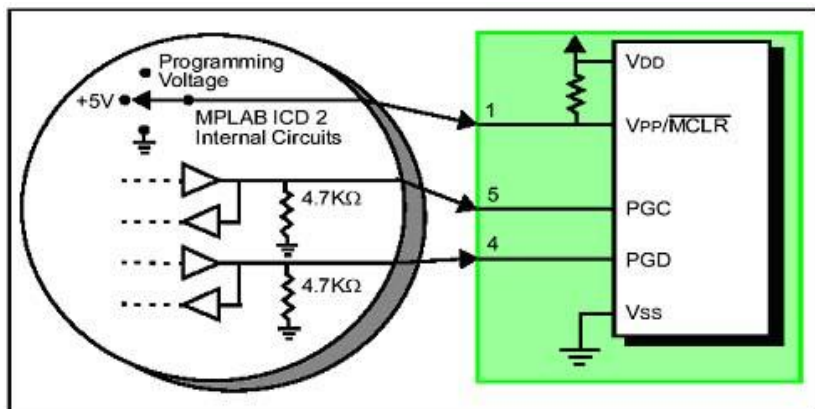 Programming
Voltage
+5V
MPLAB ICD 2
Internal Circuits
4.7KΩ
4.7KΩ
1
5
4
VDD
VPP/MCLR
PGC
PGD
VSS